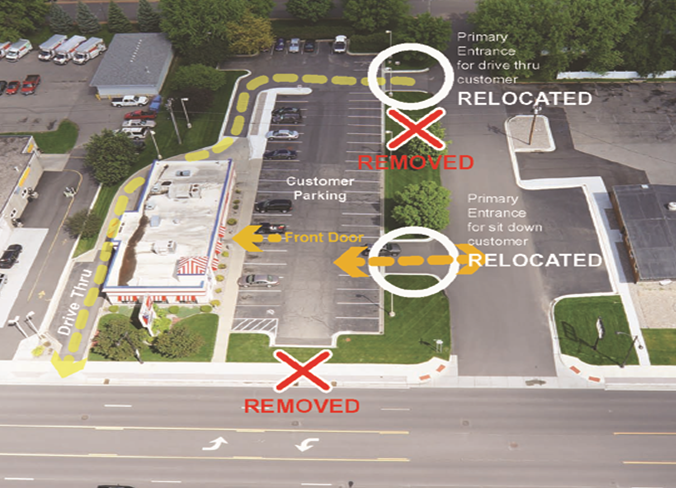 Primary
Entrance
for drive thru
customer
RELOCATED
REMOVED
Customer
Parking
Primary
Entrance
for sit down
customer
RELOCATED
Front Door
Drive Thru
REMOVED